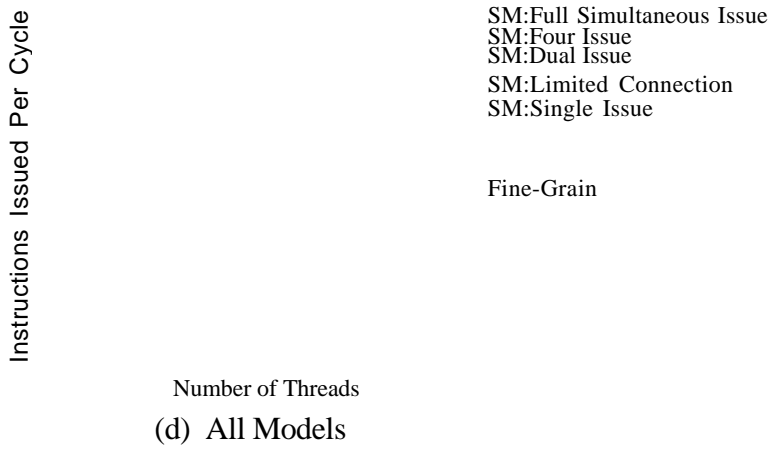 Instructions Issued Per Cycle
SM:Full Simultaneous Issue
SM:Four Issue
SM:Dual Issue
SM:Limited Connection
SM:Single Issue
Fine-Grain
Number of Threads
(d) All Models